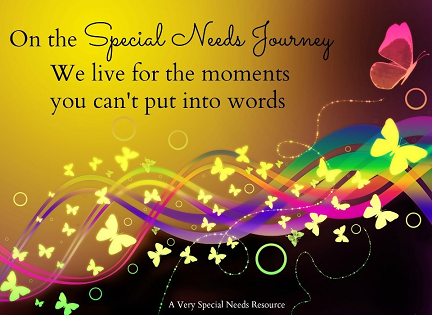 On the Special Needs Journey
We live for the moments
you can't put into words
A Very Special Needs Resource